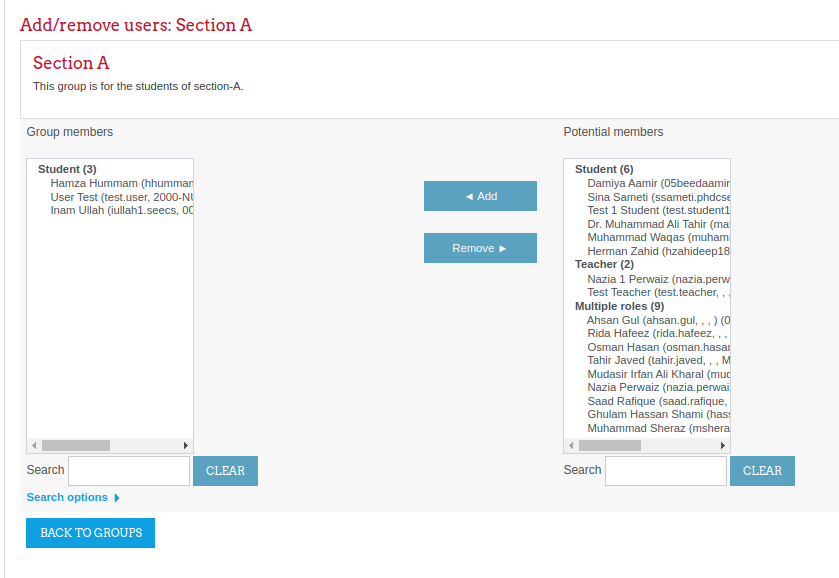 Add/remove users: Section A
Section A
This group is for the students of section-A.
Group members
Student (3)
Hamza Hummam (hhummam
User Test (test.user, 2000-NU
Inam Ullah (iullah1.seecs, 00
◄ Add
Remove ►
Potential members
Student (6)
Damiya Aamir (05beedaamir
Sina Sameti (ssameti.phdcse
Test 1 Student (test.student1
Dr. Muhammad Ali Tahir (mat
Muhammad Waqas (muham
Herman Zahid (hzahideep18
Teacher (2)
Nazia 1 Perwaiz (nazia.perw
Test Teacher (test.teacher, , ,
Multiple roles (9)
Ahsan Gul (ahsan.gul, , , ) (0
Rida Hafeez (rida.hafeez, , ,
Osman Hasan (osman.hasan
Tahir Javed (tahir.javed, , , M
Mudasir Irfan Ali Kharal (mud
Nazia Perwaiz (nazia.perwai
Saad Rafique (saad.rafique,
Ghulam Hassan Shami (hass
Muhammad Sheraz (mshera
Search
CLEAR
Search
CLEAR
Search options
BACK TO GROUPS